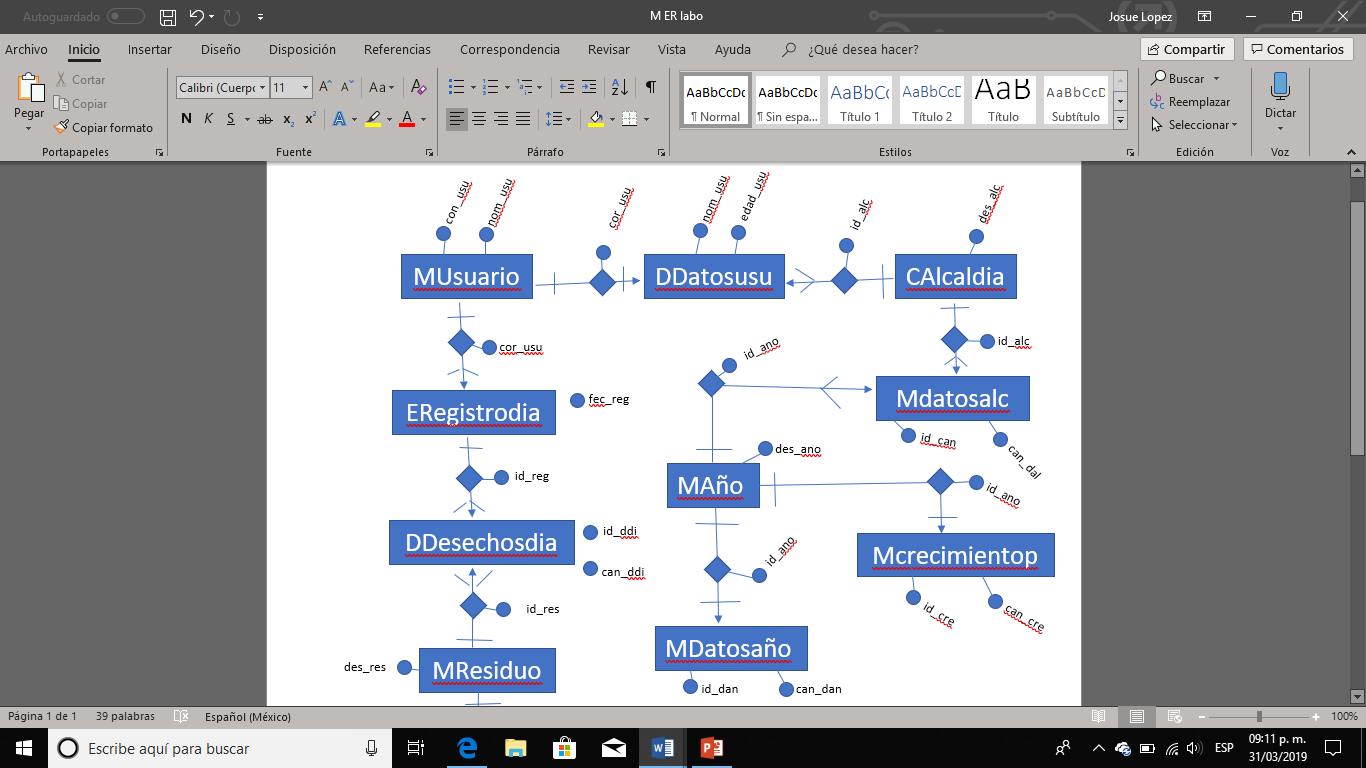 Autoguardado
M ER labo
Josue Lopez
Archivo Inicio Insertar Diseño Disposición Referencias Correspondencia Revisar Vista Ayuda ¿Qué desea hacer? Compartir Comentarios
Pegar
Cortar
Copiar
Copiar formato
Portapapeles
Calibri (Cuerpo 11
N K S ab x₂ x² A A A
Aa
Fuente
Párrafo
AaBbCcDc AaBbCcDc AaBbCc AaBbCcD AaB AaBbCcD
¶ Normal ¶ Sin espa... Título 1 Título 2 Título Subtítulo
Estilos
Buscar
Reemplazar
Seleccionar
Edición
Dictar
Voz
con_usu nom_usu cor_usu nom_usu edad_usu id_alc des_alc
MUsuario DDatosusu CAlcaldia
cor_usu id_ano id_alc
ERegistrodia fec_reg Mdatosalc
des_ano id_can can_dal
id_reg MAño id_ano
DDesechosdia id_ddi can_ddi
id_ano Mcrecimientop
id_res id_cre can_cre
des_res MResiduo MDatosaño
id_dan can_dan
Página 1 de 1 39 palabras Español (México) 100%
Escribe aquí para buscar
ESP
09:11 p. m.
31/03/2019